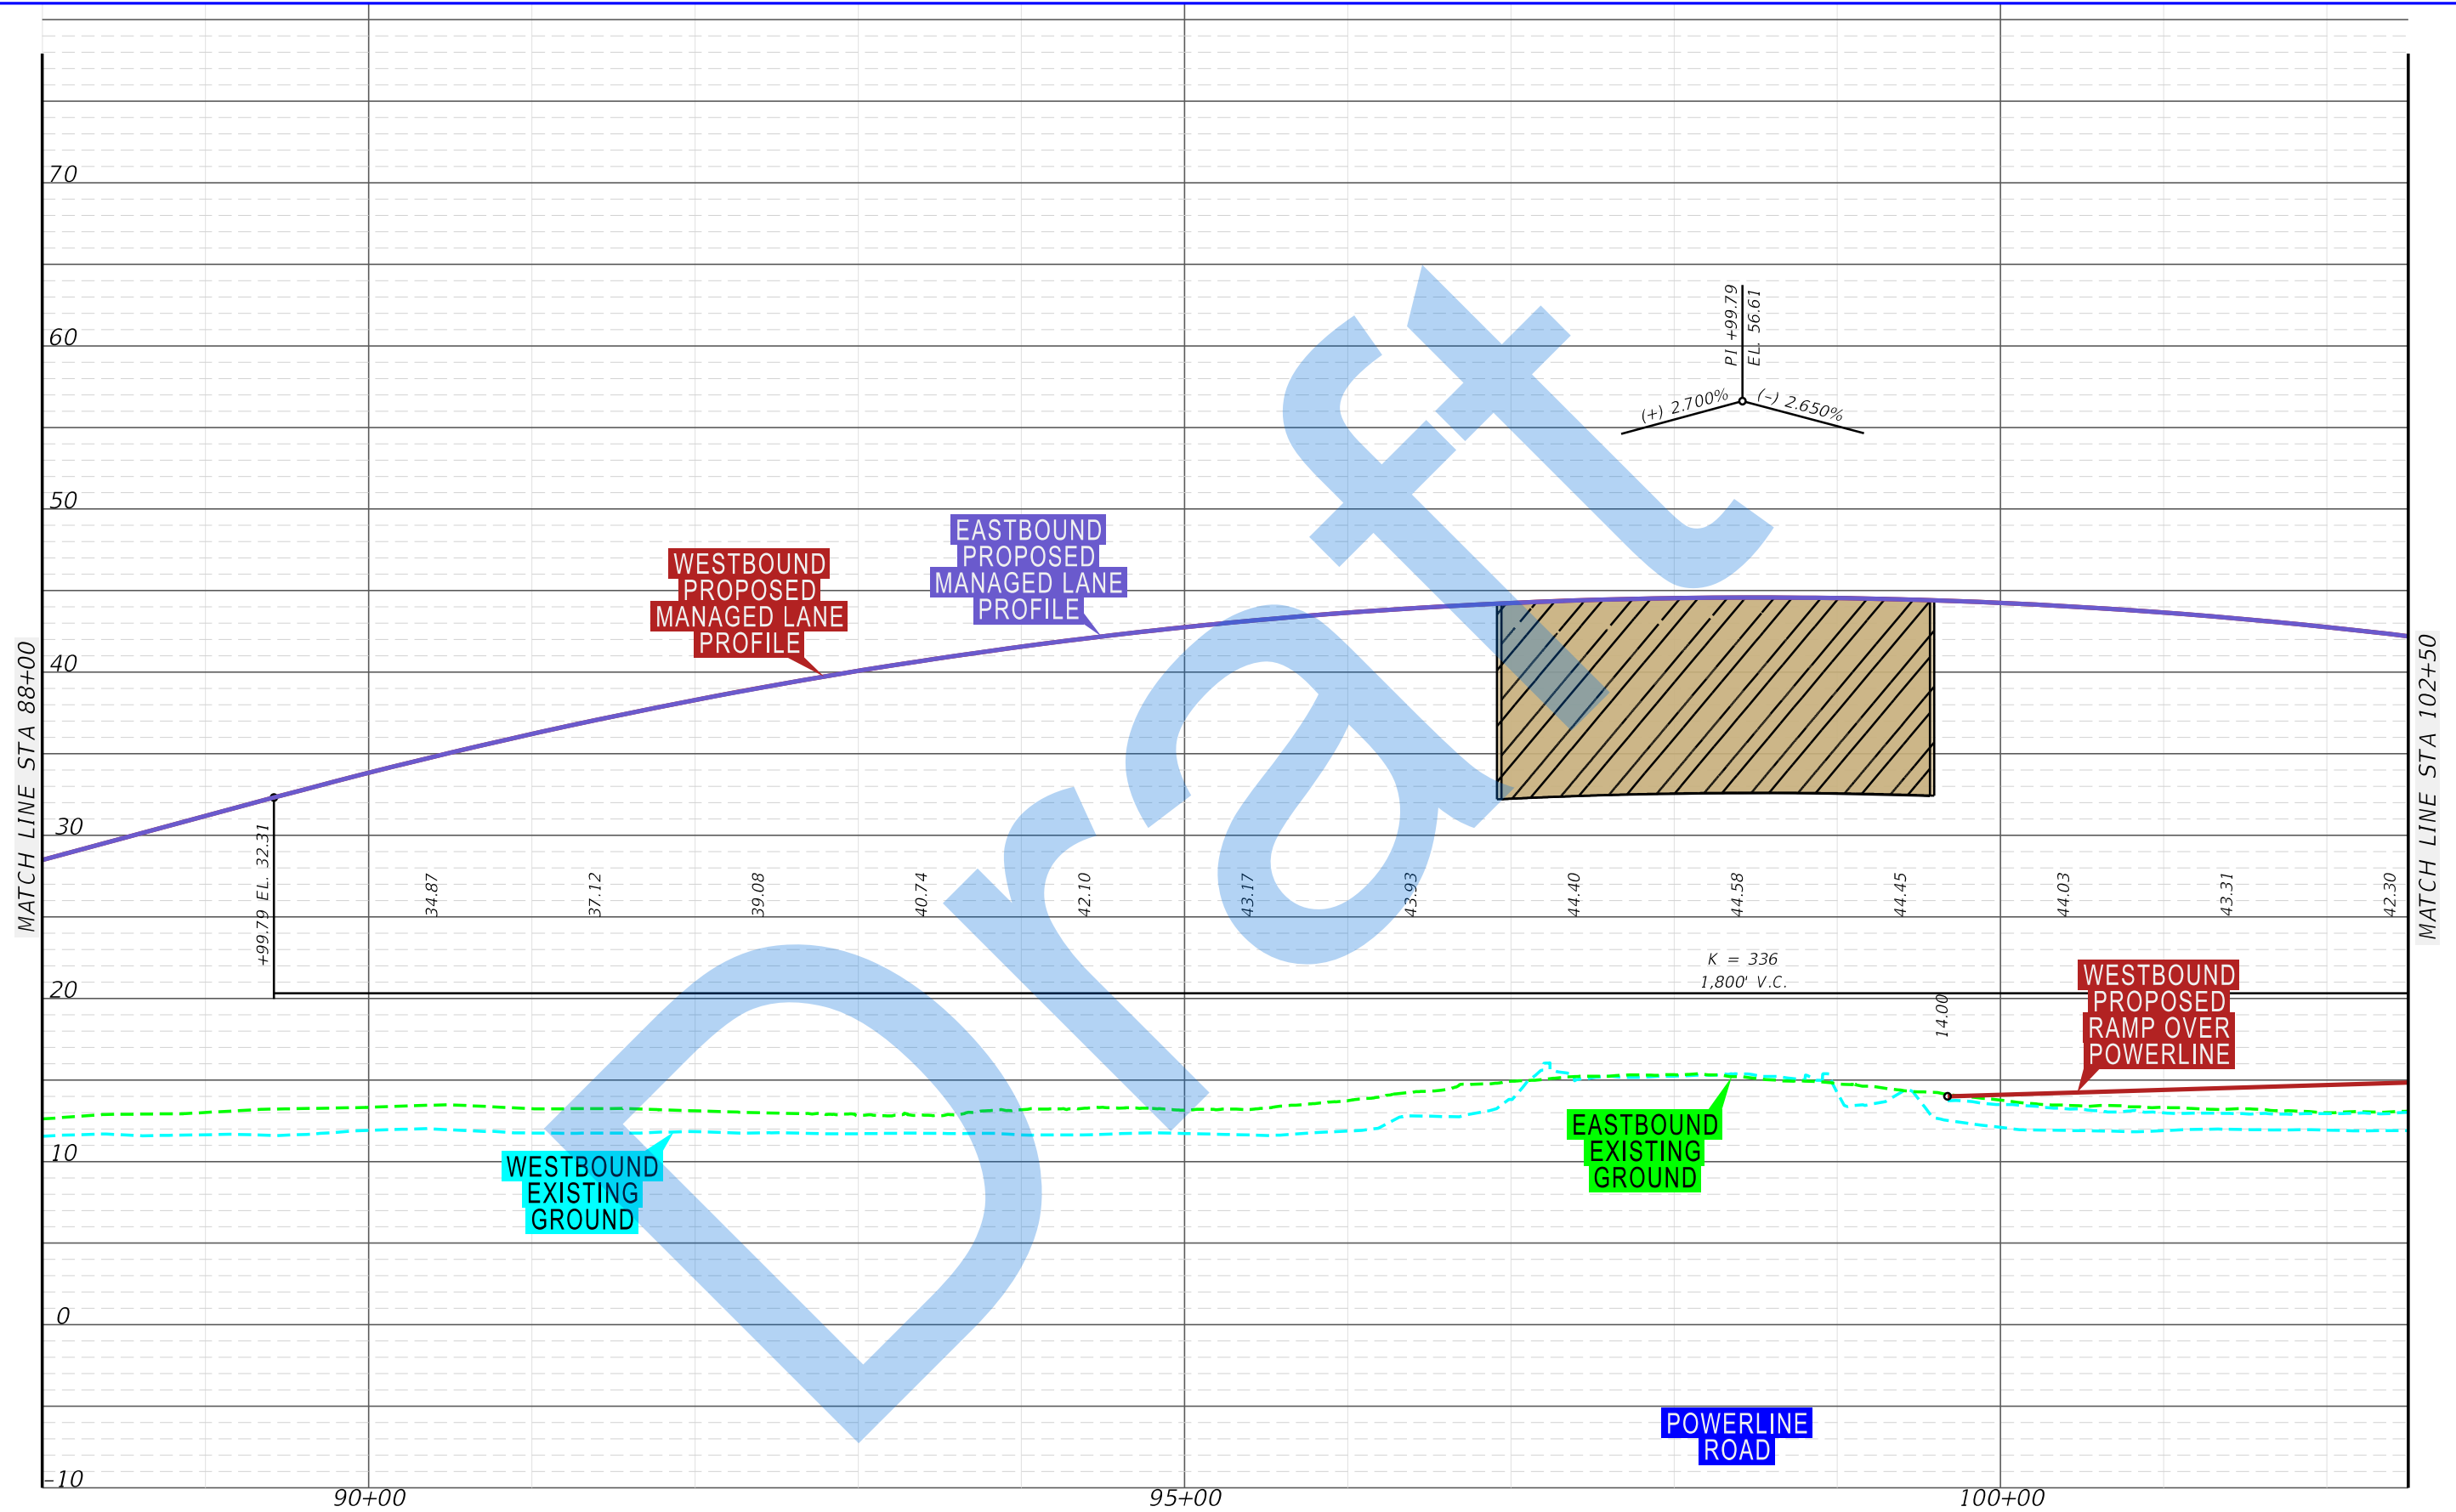 70
60
50
40
30
20
10
0
-10
MATCH LINE STA 88+00
MATCH LINE STA 102+50
PI +99.79
EL. 56.61
(+) 2.700%
(-) 2.650%
WESTBOUND
PROPOSED
MANAGED LANE
PROFILE
EASTBOUND
PROPOSED
MANAGED LANE
PROFILE
+99.79 EL. 32.31
34.87
37.12
39.08
40.74
42.10
43.17
43.93
44.40
44.58
44.45
44.03
43.31
42.30
K = 336
1,800' V.C.
14.00
WESTBOUND
PROPOSED
RAMP OVER
POWERLINE
WESTBOUND
EXISTING
GROUND
EASTBOUND
EXISTING
GROUND
POWERLINE
ROAD
90+00
95+00
100+00
Draft